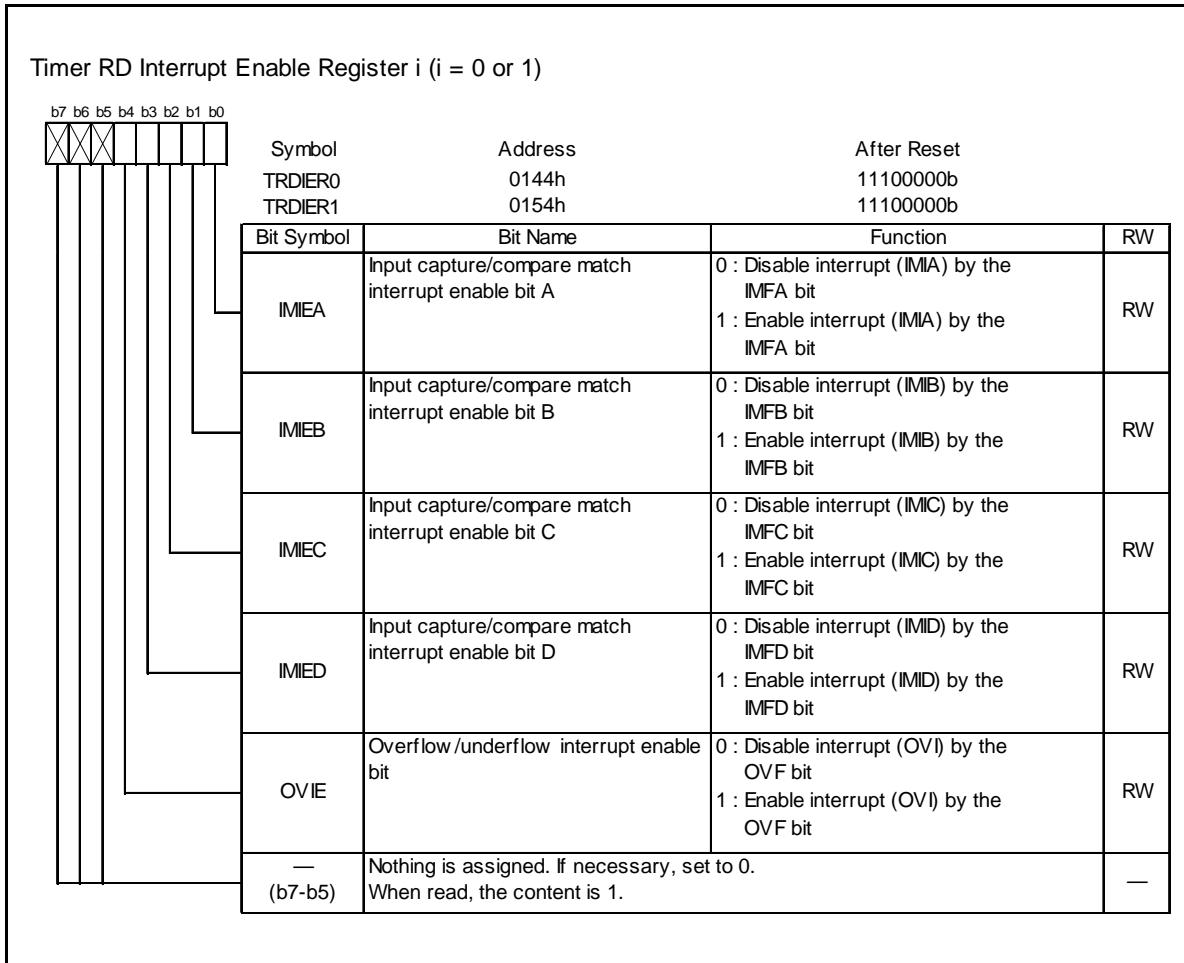 Timer RD Interrupt Enable Register i (i = 0 or 1)
b7 b6 b5 b4 b3 b2 b1 b0
Symbol Address After Reset
TRDIER0 0144h 11100000b
TRDIER1 0154h 11100000b
Bit Symbol Bit Name Function RW
IMIEA
Input capture/compare match
interrupt enable bit A
0 : Disable interrupt (IMIA) by the
IMFA bit
1 : Enable interrupt (IMIA) by the
IMFA bit
RW
IMIEB
Input capture/compare match
interrupt enable bit B
0 : Disable interrupt (IMIB) by the
IMFB bit
1 : Enable interrupt (IMIB) by the
IMFB bit
RW
IMIEC
Input capture/compare match
interrupt enable bit C
0 : Disable interrupt (IMIC) by the
IMFC bit
1 : Enable interrupt (IMIC) by the
IMFC bit
RW
IMIED
Input capture/compare match
interrupt enable bit D
0 : Disable interrupt (IMID) by the
IMFD bit
1 : Enable interrupt (IMID) by the
IMFD bit
RW
OVIE
Overflow/underflow interrupt enable
bit
0 : Disable interrupt (OVI) by the
OVF bit
1 : Enable interrupt (OVI) by the
OVF bit
RW
—
(b7-b5)
Nothing is assigned. If necessary, set to 0.
When read, the content is 1.
—